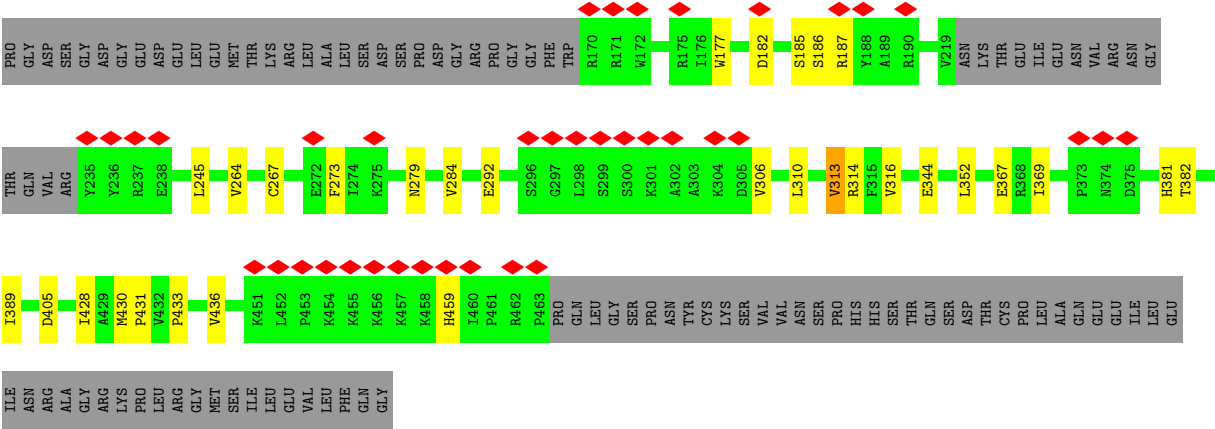 PRO GLY ASP SER GLY ASP GLY GLU ASP GLU LEU GLU MET THR LYS ARG LEU ALA LEU SER ASP SER PRO ASP GLY ARG PRO GLY GLY PHE TRP R170 R171 W172 R175 I176 W177 D182 S185 S186 R187 Y188 A189 R190 V219 ASN LYS THR GLU ILE GLU ASN VAL ARG ASN GLY
THR GLN VAL ARG Y235 Y236 R237 E238 L245 V264 C267 E272 F273 I274 K275 N279 V284 E292 S296 G297 L298 S299 S300 K301 A302 A303 K304 D305 V306 L310 V313 R314 F315 V316 E344 L352 E367 R368 I369 P373 N374 D375 H381 T382
I389 D405 I428 A429 M430 P431 V432 P433 V436 K451 L452 P453 K454 K455 K456 K457 K458 H459 I460 P461 R462 P463 PRO GLN LEU GLY SER PRO ASN TYR CYS LYS SER VAL VAL ASN SER PRO HIS HIS SER THR GLN SER ASP THR CYS PRO LEU ALA GLN GLU GLU ILE LEU GLU
ILE ASN ARG ALA GLY ARG LYS PRO LEU ARG GLY MET SER ILE LEU GLU VAL LEU PHE GLN GLY